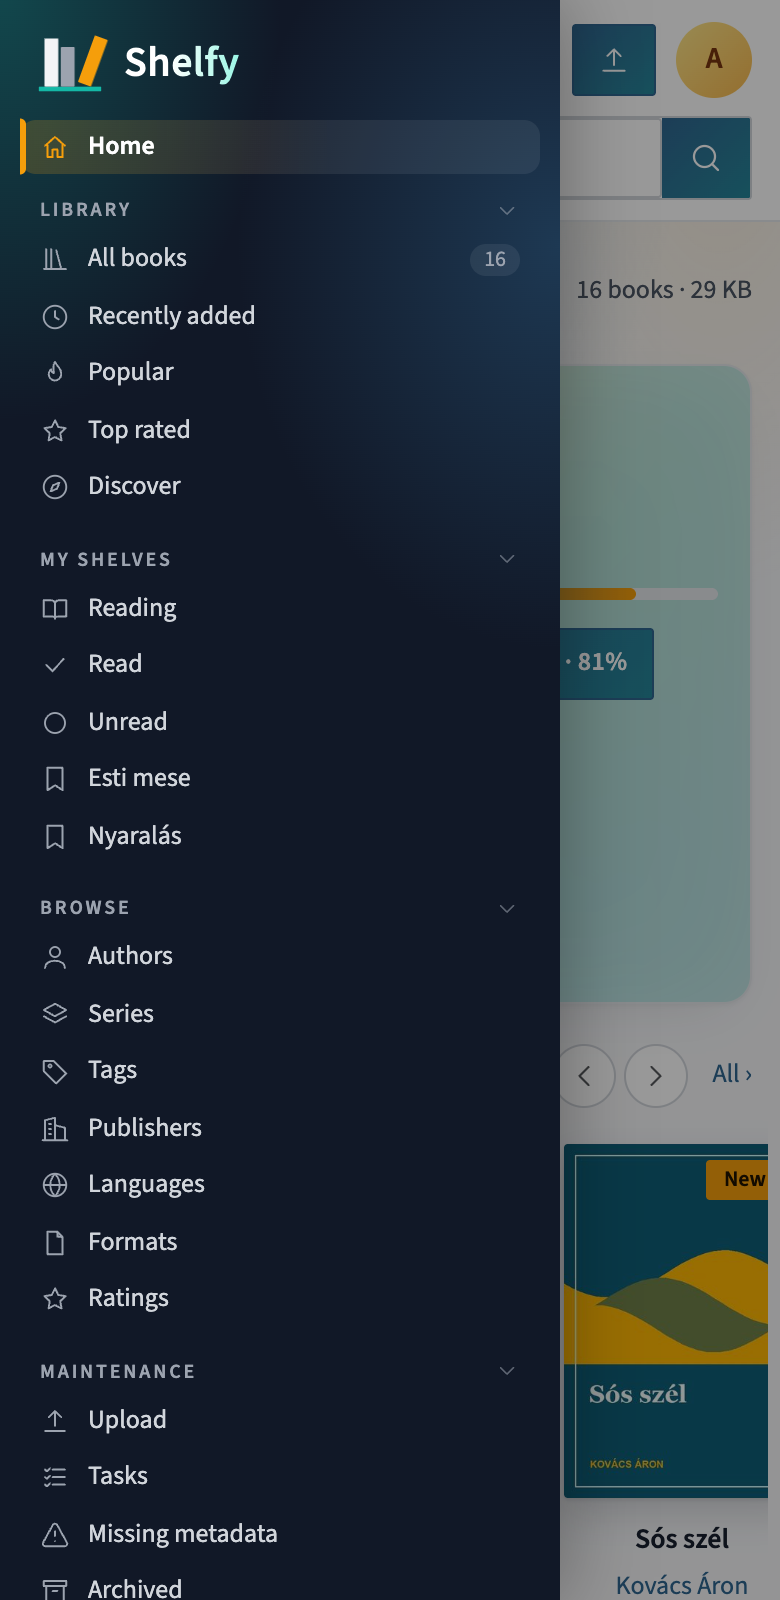 Shelfy
A
Home
LIBRARY
All books 16
Recently added
Popular
Top rated
Discover
MY SHELVES
Reading
Read
Unread
Esti mese
Nyaralás
BROWSE
Authors
Series
Tags
Publishers
Languages
Formats
Ratings
MAINTENANCE
Upload
Tasks
Missing metadata
Archived
16 books · 29 KB
· 81%
All ›
New
Sós szél
KOVÁCS ÁRON
Sós szél
Kovács Áron